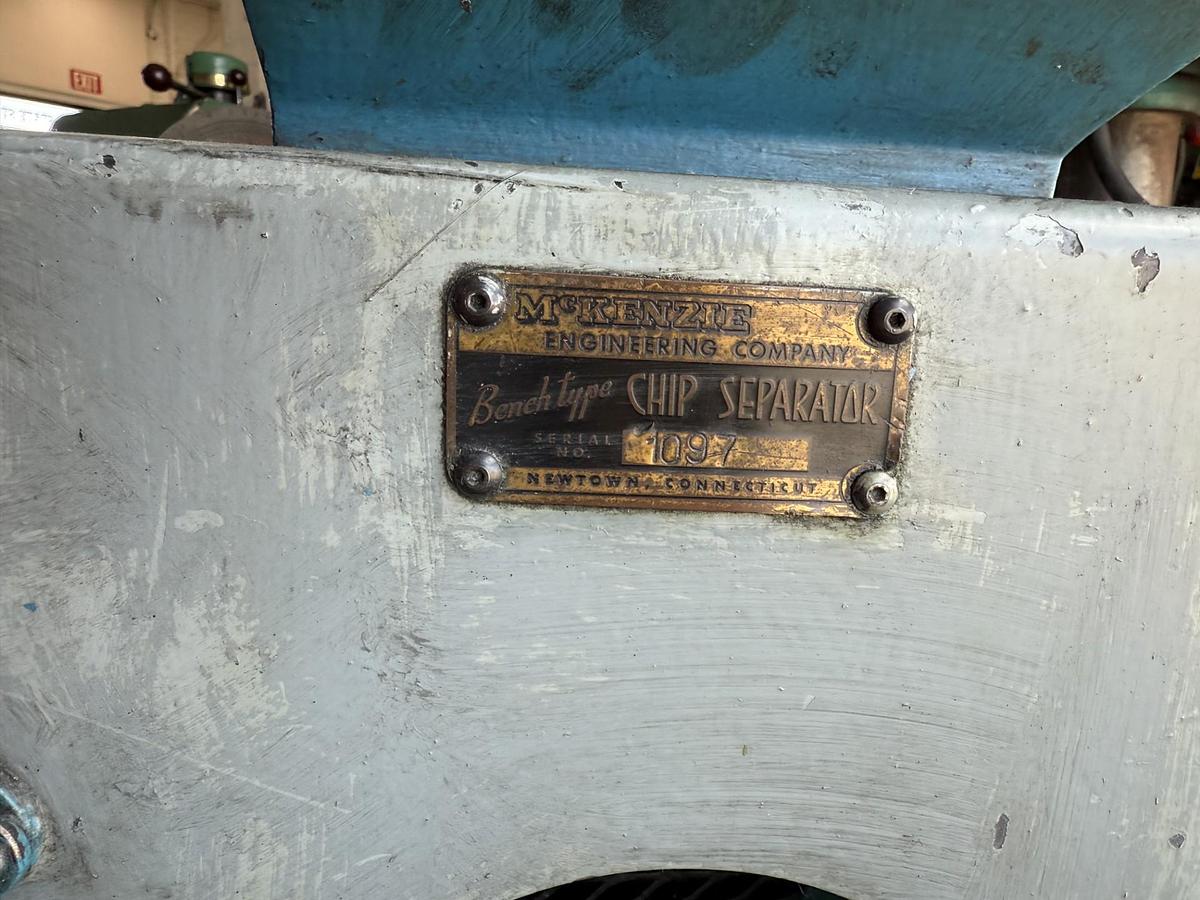 EXIT
McKENZIE
ENGINEERING COMPANY
Bench type CHIP SEPARATOR
SERIAL NO. 1097
NEWTOWN, CONNECTICUT